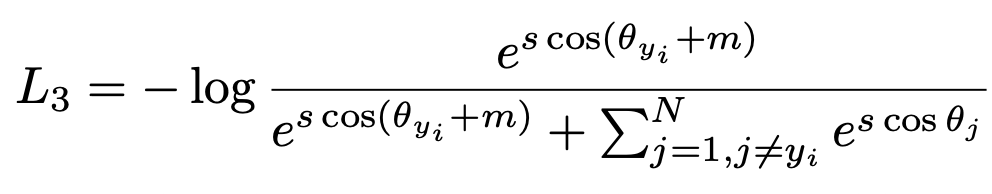 L_3 = -\log \frac{e^{s\cos(\theta_{y_i}+m)}}{e^{s\cos(\theta_{y_i}+m)} + \sum_{j=1,j\neq y_i}^{N} e^{s\cos\theta_j}}